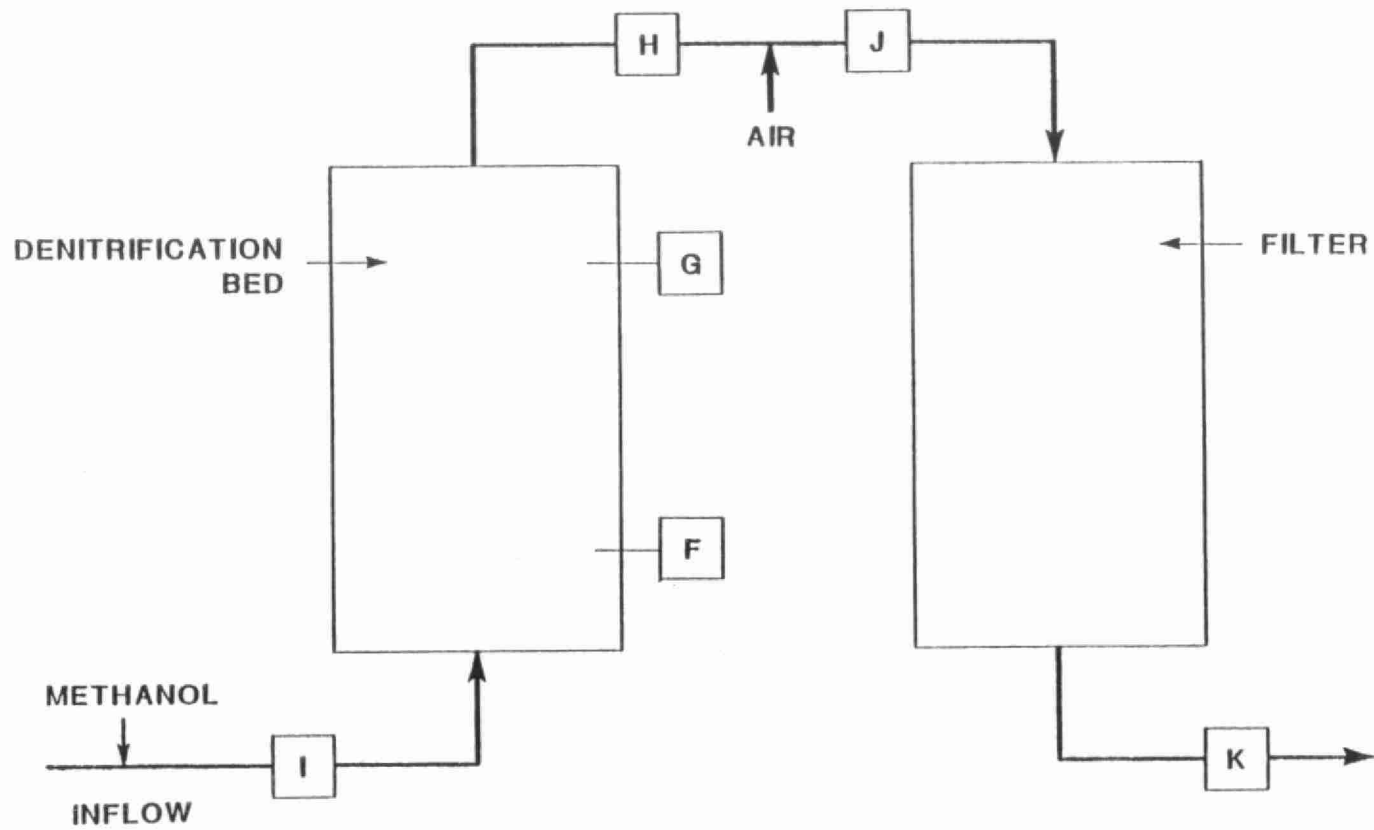 H
J
AIR
DENITRIFICATION
BED
G
FILTER
F
METHANOL
I
K
INFLOW